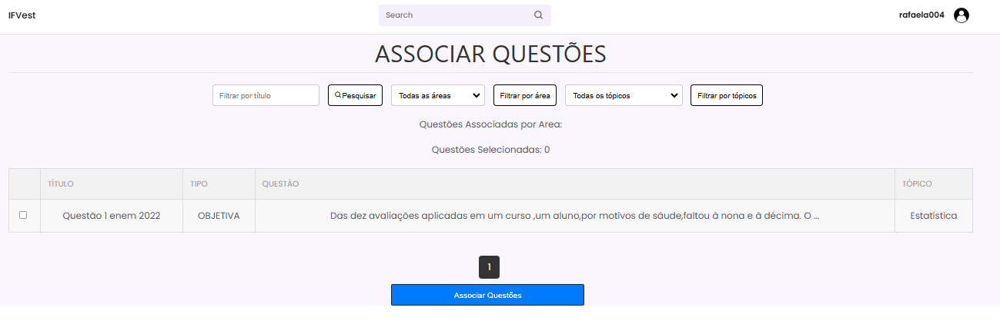 IFVest
Search
rafaela004
ASSOCIAR QUESTÕES
Filtrar por título
Pesquisar
Todas as áreas
Filtrar por área
Todas os tópicos
Filtrar por tópicos
Questões Associadas por Area:
Questões Selecionadas: 0
TÍTULO TIPO QUESTÃO TÓPICO
Questão 1 enem 2022 OBJETIVA Das dez avaliações aplicadas em um curso ,um aluno,por motivos de sáude,faltou à nona e à décima. O ... Estatística
1
Associar Questões